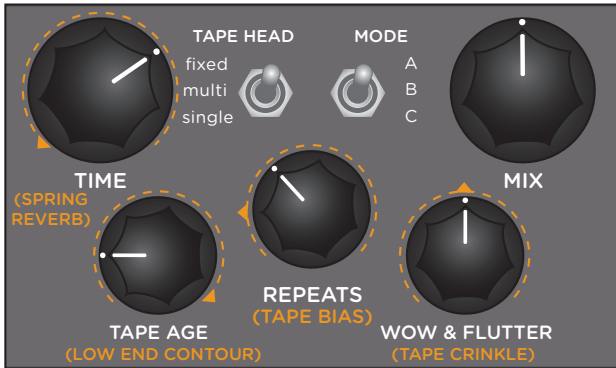 TAPE HEAD
MODE
fixed
multi
single
A
B
C
TIME
(SPRING
REVERB)
MIX
REPEATS
(TAPE BIAS)
TAPE AGE
(LOW END CONTOUR)
WOW & FLUTTER
(TAPE CRINKLE)